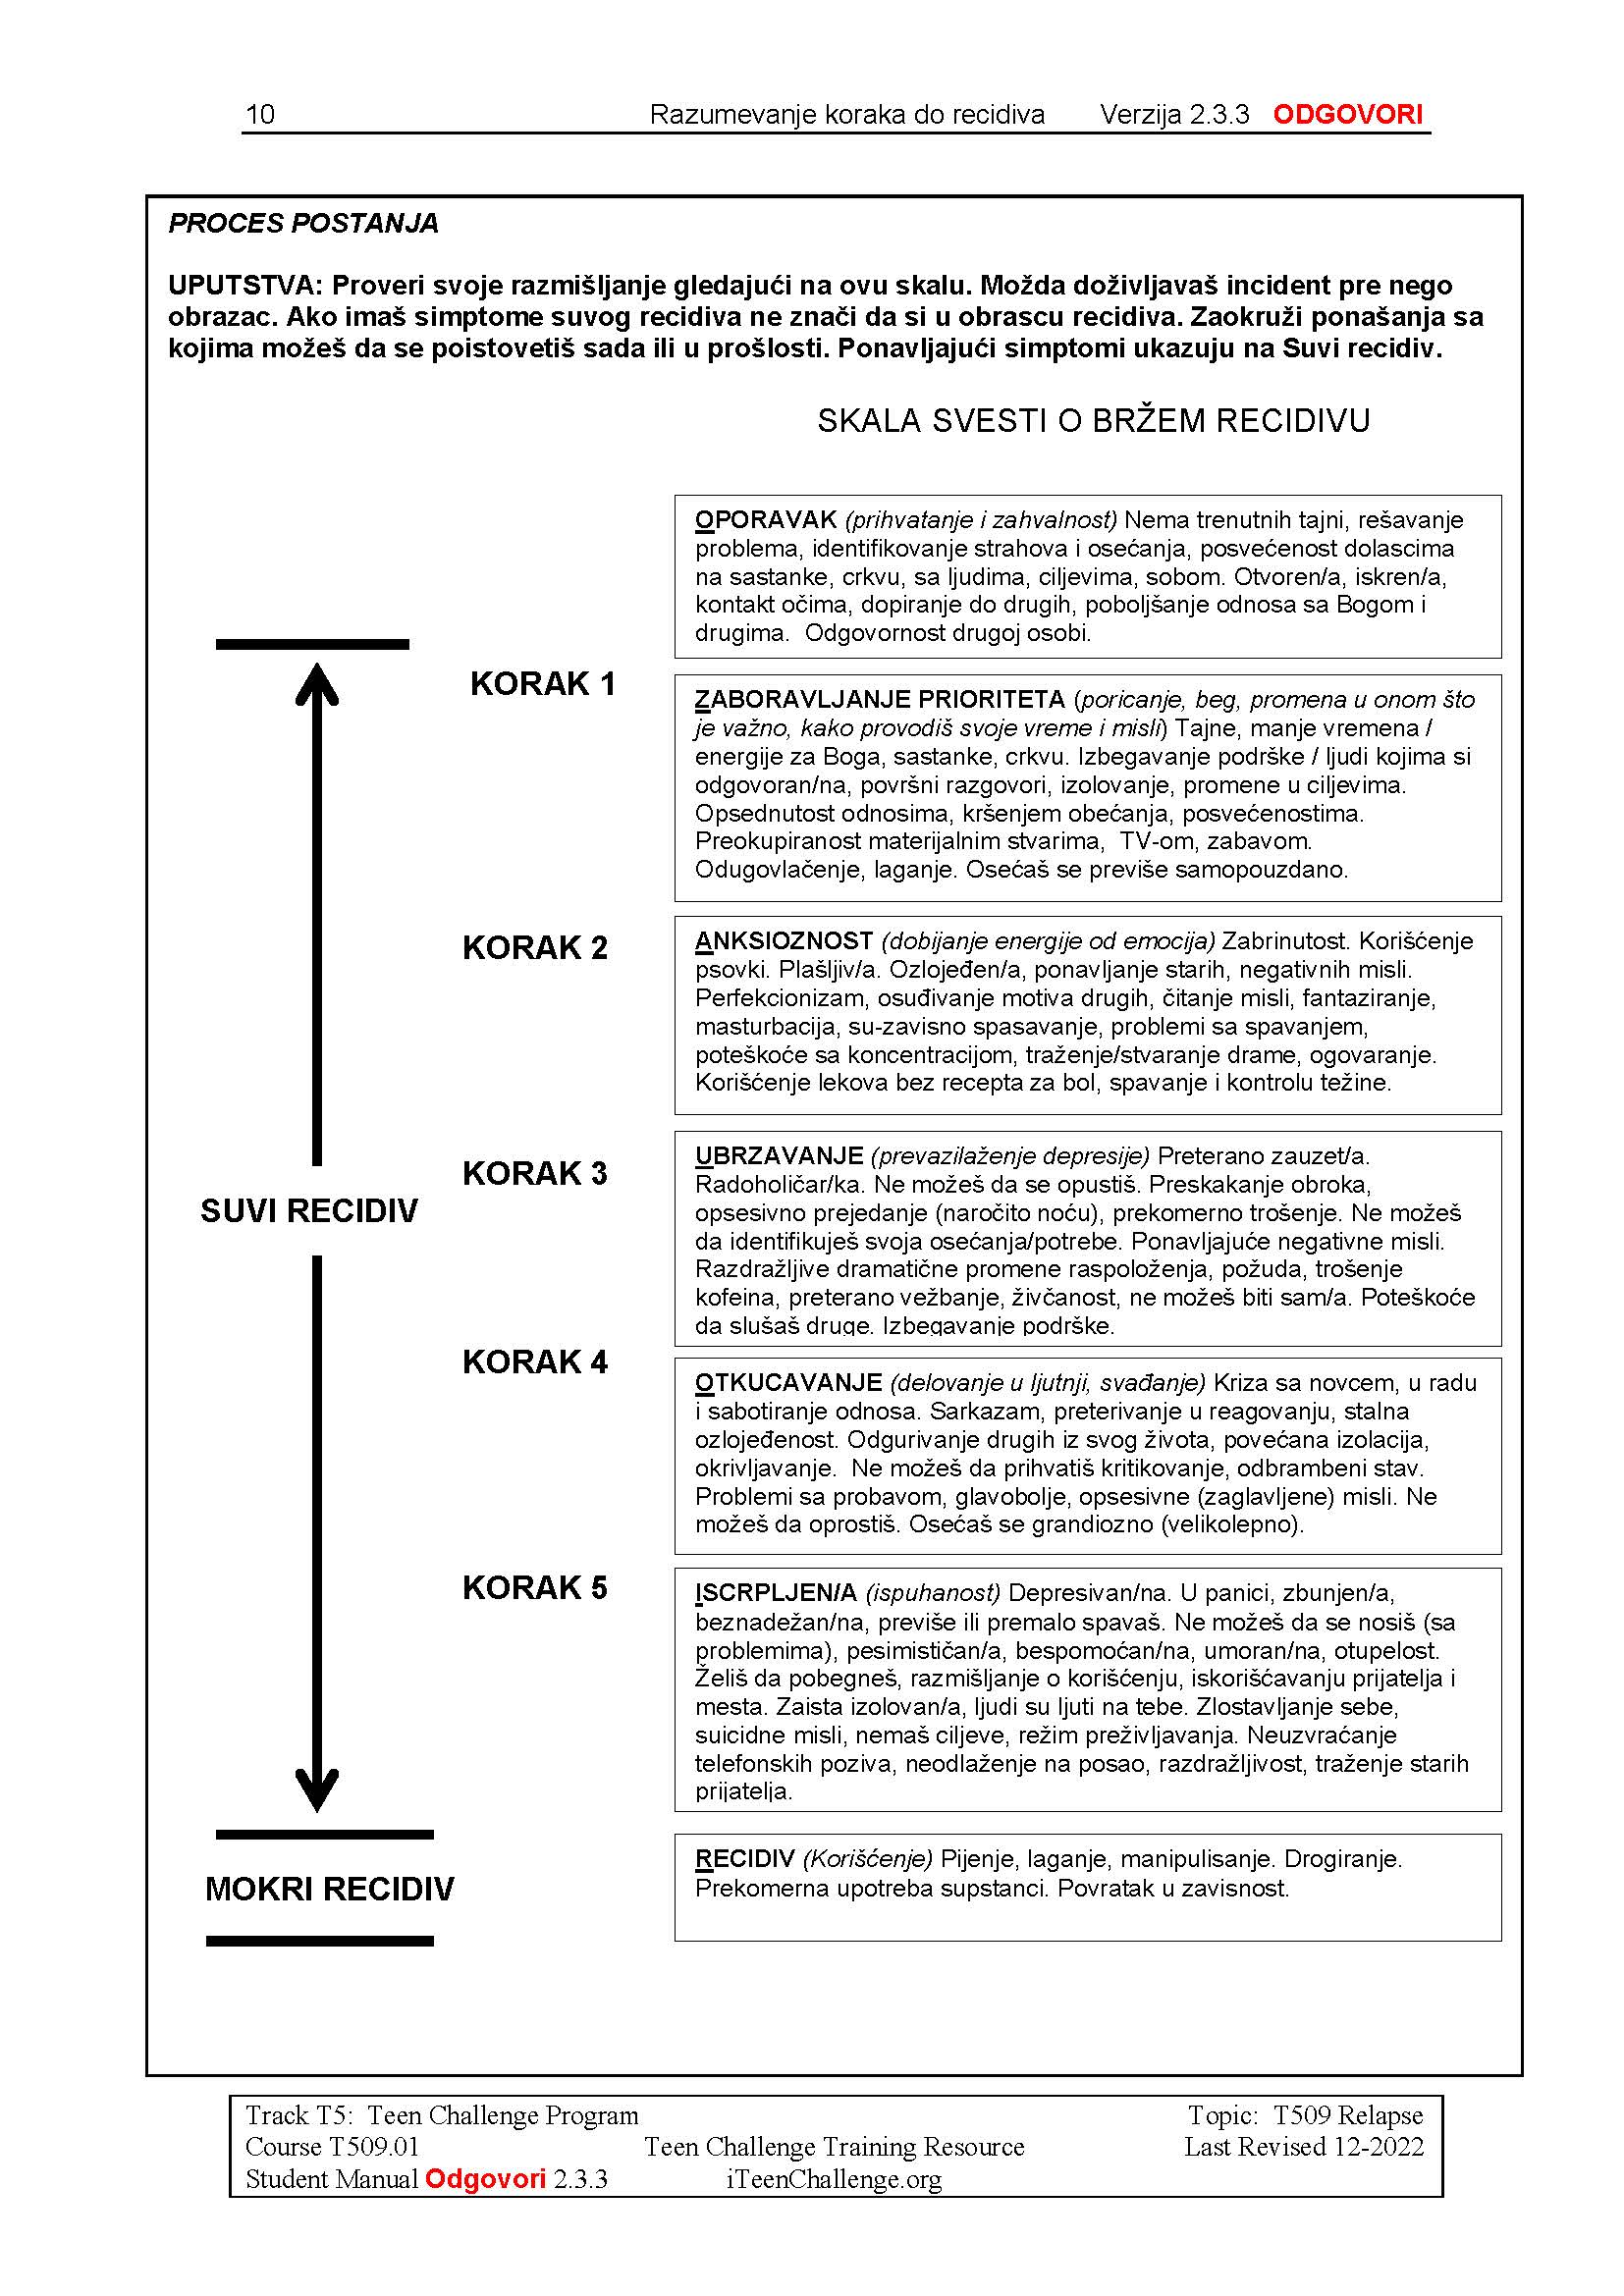 10 Razumevanje koraka do recidiva Verzija 2.3.3 ODGOVORI
PROCES POSTANJA
UPUTSTVA: Proveri svoje razmišljanje gledajući na ovu skalu. Možda doživljavaš incident pre nego
obrazac. Ako imaš simptome suvog recidiva ne znači da si u obrascu recidiva. Zaokruži ponašanja sa
kojima možeš da se poistovetiš sada ili u prošlosti. Ponavljajući simptomi ukazuju na Suvi recidiv.
SKALA SVESTI O BRŽEM RECIDIVU
OPORAVAK (prihvatanje i zahvalnost) Nema trenutnih tajni, rešavanje
problema, identifikovanje strahova i osećanja, posvećenost dolascima
na sastanke, crkvu, sa ljudima, ciljevima, sobom. Otvoren/a, iskren/a,
kontakt očima, dopiranje do drugih, poboljšanje odnosa sa Bogom i
drugima. Odgovornost drugoj osobi.
KORAK 1
ZABORAVLJANJE PRIORITETA (poricanje, beg, promena u onom što
je važno, kako provodiš svoje vreme i misli) Tajne, manje vremena /
energije za Boga, sastanke, crkvu. Izbegavanje podrške / ljudi kojima si
odgovoran/na, površni razgovori, izolovanje, promene u ciljevima.
Opsednutost odnosima, kršenjem obećanja, posvećenostima.
Preokupiranost materijalnim stvarima, TV-om, zabavom.
Odugovlačenje, laganje. Osećaš se previše samopouzdano.
KORAK 2
ANKSIOZNOST (dobijanje energije od emocija) Zabrinutost. Korišćenje
psovki. Plašljiv/a. Ozlojeđen/a, ponavljanje starih, negativnih misli.
Perfekcionizam, osuđivanje motiva drugih, čitanje misli, fantaziranje,
masturbacija, su-zavisno spasavanje, problemi sa spavanjem,
poteškoće sa koncentracijom, traženje/stvaranje drame, ogovaranje.
Korišćenje lekova bez recepta za bol, spavanje i kontrolu težine.
KORAK 3
UBRZAVANJE (prevazilaženje depresije) Preterano zauzet/a.
Radoholičar/ka. Ne možeš da se opustiš. Preskakanje obroka,
opsesivno prejedanje (naročito noću), prekomerno trošenje. Ne možeš
da identifikuješ svoja osećanja/potrebe. Ponavljajuće negativne misli.
Razdražljive dramatične promene raspoloženja, požuda, trošenje
kofeina, preterano vežbanje, živčanost, ne možeš biti sam/a. Poteškoće
da slušaš druge. Izbegavanje podrške.
SUVI RECIDIV
KORAK 4
OTKUCAVANJE (delovanje u ljutnji, svađanje) Kriza sa novcem, u radu
i sabotiranje odnosa. Sarkazam, preterivanje u reagovanju, stalna
ozlojeđenost. Odgurivanje drugih iz svog života, povećana izolacija,
okrivljavanje. Ne možeš da prihvatiš kritikovanje, odbrambeni stav.
Problemi sa probavom, glavobolje, opsesivne (zaglavljene) misli. Ne
možeš da oprostiš. Osećaš se grandiozno (velikolepno).
KORAK 5
ISCRPLJEN/A (ispuhanost) Depresivan/na. U panici, zbunjen/a,
beznadežan/na, previše ili premalo spavaš. Ne možeš da se nosiš (sa
problemima), pesimističan/a, bespomoćan/na, umoran/na, otupelost.
Želiš da pobegneš, razmišljanje o korišćenju, iskorišćavanju prijatelja i
mesta. Zaista izolovan/a, ljudi su ljuti na tebe. Zlostavljanje sebe,
suicidne misli, nemaš ciljeve, režim preživljavanja. Neuzvraćanje
telefonskih poziva, neodlaženje na posao, razdražljivost, traženje starih
prijatelja.
MOKRI RECIDIV
RECIDIV (Korišćenje) Pijenje, laganje, manipulisanje. Drogiranje.
Prekomerna upotreba supstanci. Povratak u zavisnost.
Track T5: Teen Challenge Program Topic: T509 Relapse
Course T509.01 Teen Challenge Training Resource Last Revised 12-2022
Student Manual Odgovori 2.3.3 iTeenChallenge.org